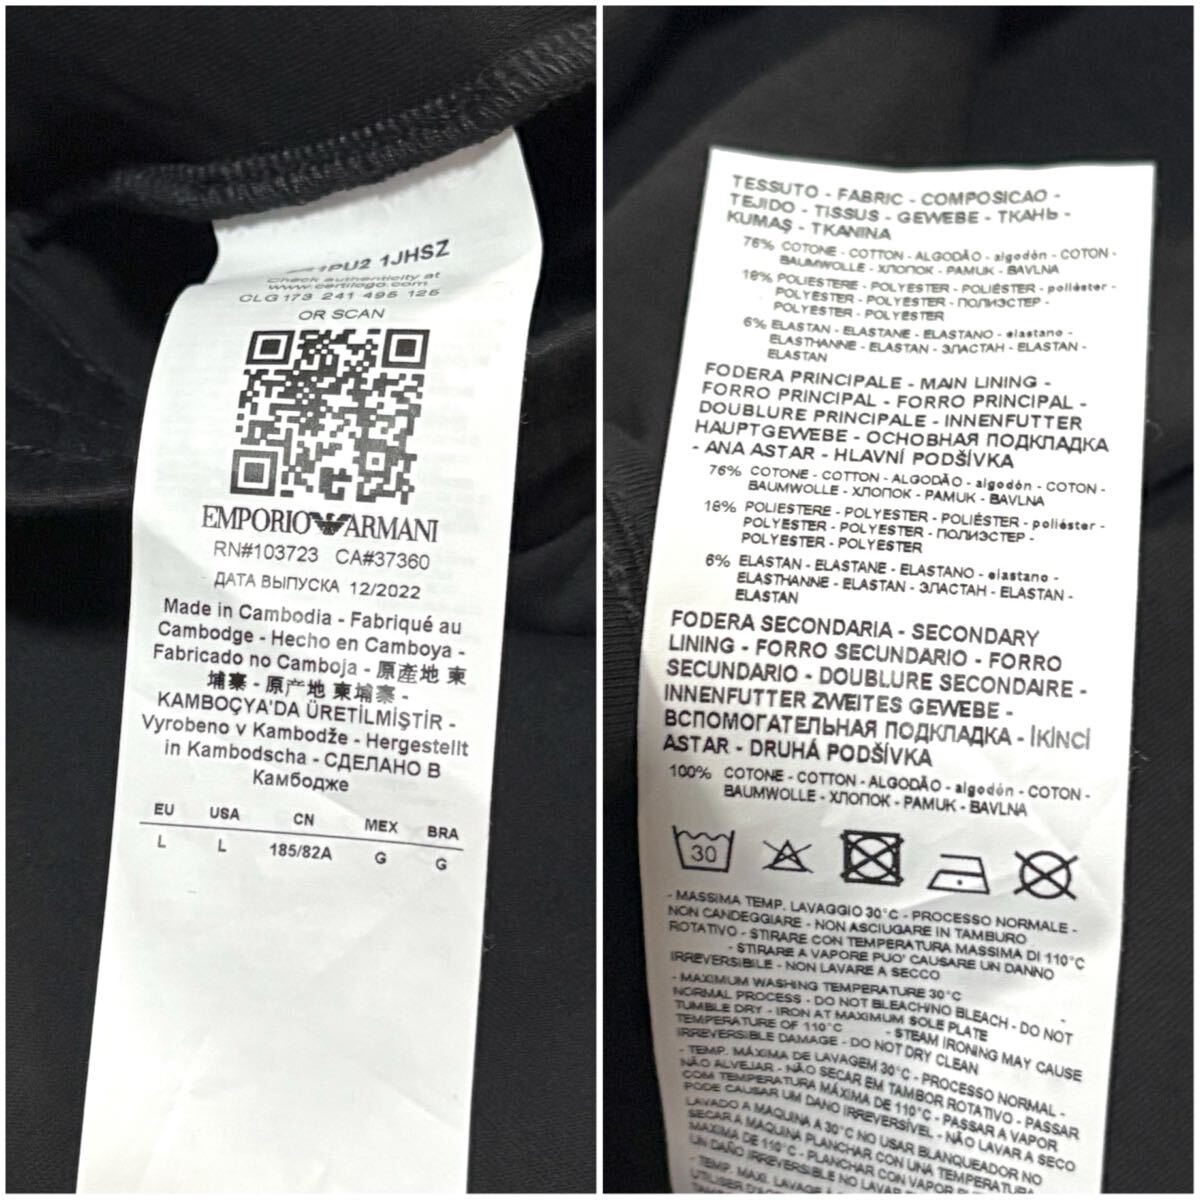 1PU2 1JHSZ
Check authenticity at
www.certilogo.com
CLG 173 241 495 125
OR SCAN
EMPORIO ARMANI
RN#103723 CA#37360
ДАТА ВЫПУСКА 12/2022
Made in Cambodia - Fabriqué au
Cambodge - Hecho en Camboya -
Fabricado no Camboja - 原產地 柬
埔寨 - 原产地 柬埔寨 -
KAMBOÇYA'DA ÜRETİLMİŞTİR -
Vyrobeno v Kambodže - Hergestellt
in Kambodscha - СДЕЛАНО В
Камбодже
EU USA CN MEX BRA
L L 185/82A G G
TESSUTO - FABRIC - COMPOSICAO -
TEJIDO - TISSUS - GEWEBE - ТКАНЬ -
KUMAŞ - TKANINA
76% COTONE - COTTON - ALGODÃO - algodón - COTON -
BAUMWOLLE - ХЛОПОК - PAMUK - BAVLNA
18% POLIESTERE - POLYESTER - POLIÉSTER - poliéster -
POLYESTER - POLYESTER - ПОЛИЭСТЕР -
POLYESTER - POLYESTER
6% ELASTAN - ELASTANE - ELASTANO - elastano -
ELASTHANNE - ELASTAN - ЭЛАСТАН - ELASTAN -
ELASTAN
FODERA PRINCIPALE - MAIN LINING -
FORRO PRINCIPAL - FORRO PRINCIPAL -
DOUBLURE PRINCIPALE - INNENFUTTER
HAUPTGEWEBE - ОСНОВНАЯ ПОДКЛАДКА
- ANA ASTAR - HLAVNÍ PODŠÍVKA
76% COTONE - COTTON - ALGODÃO - algodón - COTON -
BAUMWOLLE - ХЛОПОК - PAMUK - BAVLNA
18% POLIESTERE - POLYESTER - POLIÉSTER - poliéster -
POLYESTER - POLYESTER - ПОЛИЭСТЕР -
POLYESTER - POLYESTER
6% ELASTAN - ELASTANE - ELASTANO - elastano -
ELASTHANNE - ELASTAN - ЭЛАСТАН - ELASTAN -
ELASTAN
FODERA SECONDARIA - SECONDARY
LINING - FORRO SECUNDARIO - FORRO
SECUNDARIO - DOUBLURE SECONDAIRE -
INNENFUTTER ZWEITES GEWEBE -
ВСПОМОГАТЕЛЬНАЯ ПОДКЛАДКА - İKİNCİ
ASTAR - DRUHÁ PODŠÍVKA
100% COTONE - COTTON - ALGODÃO - algodón - COTON -
BAUMWOLLE - ХЛОПОК - PAMUK - BAVLNA
30
- MASSIMA TEMP. LAVAGGIO 30°C - PROCESSO NORMALE -
NON CANDEGGIARE - NON ASCIUGARE IN TAMBURO
ROTATIVO - STIRARE CON TEMPERATURA MASSIMA DI 110°C
- STIRARE A VAPORE PUO' CAUSARE UN DANNO
IRREVERSIBILE - NON LAVARE A SECCO
- MAXIMUM WASHING TEMPERATURE 30°C -
NORMAL PROCESS - DO NOT BLEACH/NO BLEACH - DO NOT
TUMBLE DRY - IRON AT MAXIMUM SOLE PLATE
TEMPERATURE OF 110°C - STEAM IRONING MAY CAUSE
IRREVERSIBLE DAMAGE - DO NOT DRY CLEAN
- TEMP. MÁXIMA DE LAVAGEM 30°C - PROCESSO NORMAL -
NÃO ALVEJAR - NÃO SECAR EM TAMBOR ROTATIVO - PASSAR
COM TEMPERATURA MÁXIMA DE 110°C - PASSAR A VAPOR
PODE CAUSAR UM DANO IRREVERSÍVEL - NÃO LAVAR A SECO
LAVADO A MAQUINA A 30°C NO USAR BLANQUEADOR NO
SECAR A MAQUINA PLANCHAR CON UNA TEMPERATURA
MAXIMA DE 110°C - PLANCHAR CON VAPOR PUEDE
UN DAÑO IRREVERSIBLE NO LAVAR
- TEMP. MAXI.
UTILISER